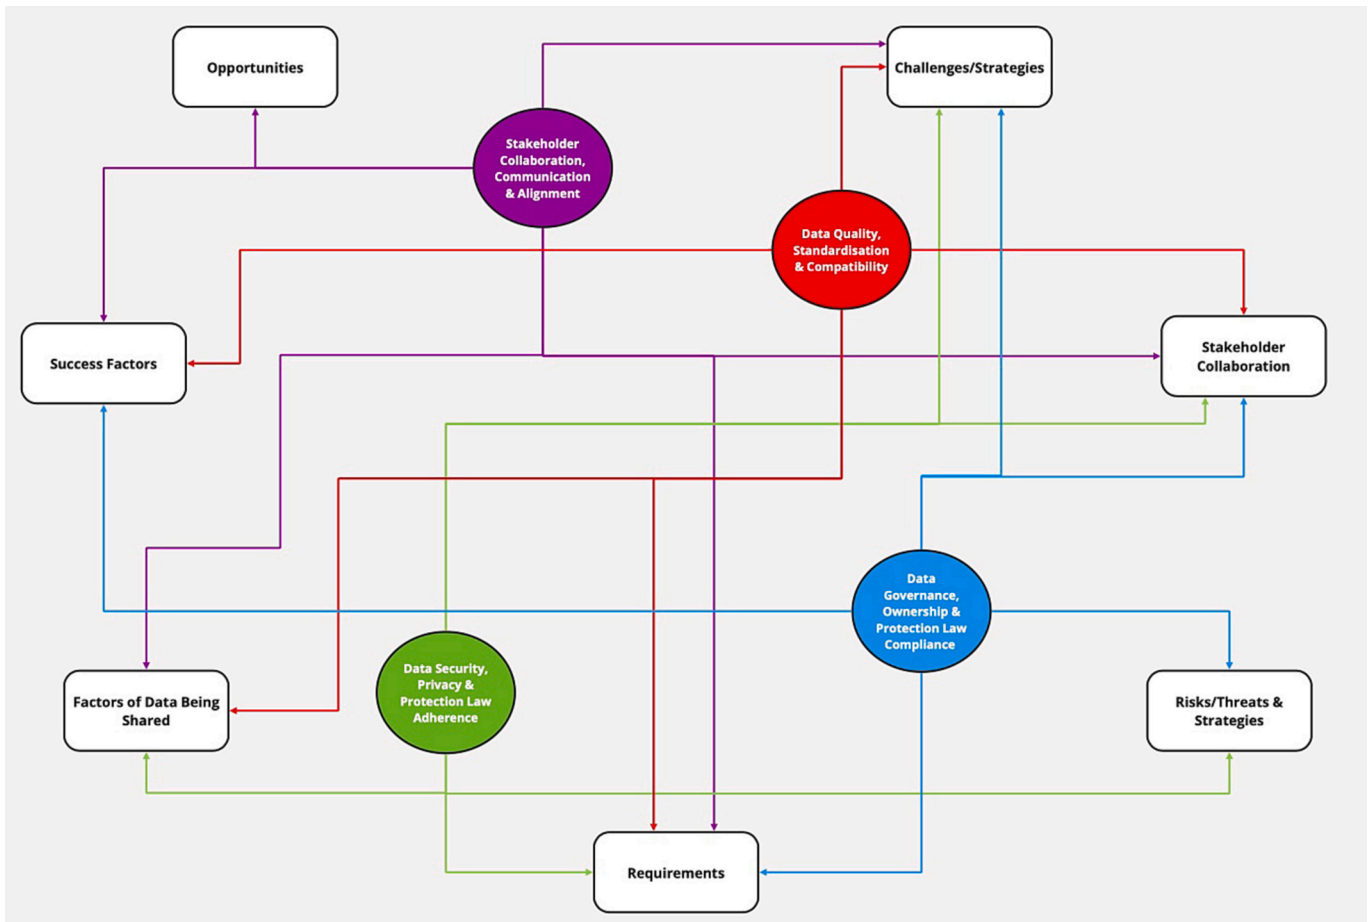 Opportunities
Challenges/Strategies
Stakeholder
Collaboration,
Communication
& Alignment
Data Quality,
Standardisation
& Compatibility
Success Factors
Stakeholder
Collaboration
Data
Governance,
Ownership &
Protection Law
Compliance
Data Security,
Privacy &
Protection Law
Adherence
Factors of Data Being
Shared
Risks/Threats &
Strategies
Requirements